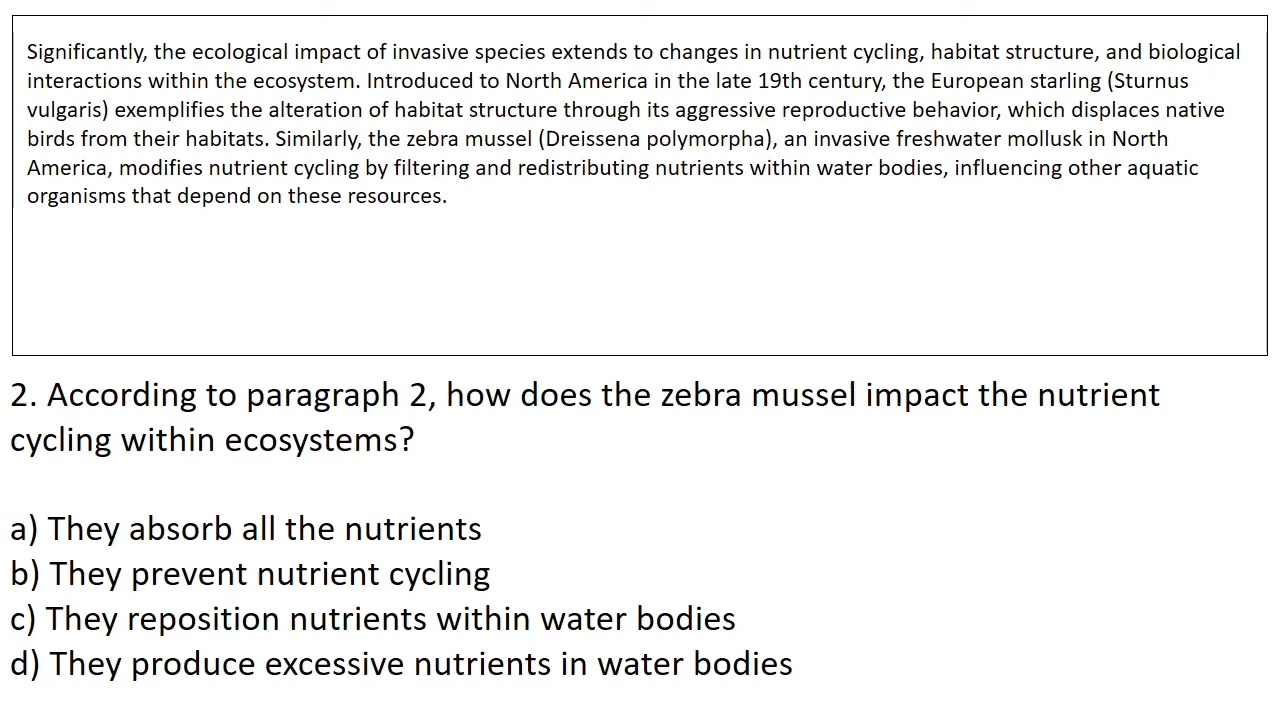 Significantly, the ecological impact of invasive species extends to changes in nutrient cycling, habitat structure, and biological
interactions within the ecosystem. Introduced to North America in the late 19th century, the European starling (Sturnus
vulgaris) exemplifies the alteration of habitat structure through its aggressive reproductive behavior, which displaces native
birds from their habitats. Similarly, the zebra mussel (Dreissena polymorpha), an invasive freshwater mollusk in North
America, modifies nutrient cycling by filtering and redistributing nutrients within water bodies, influencing other aquatic
organisms that depend on these resources.
2. According to paragraph 2, how does the zebra mussel impact the nutrient
cycling within ecosystems?
a) They absorb all the nutrients
b) They prevent nutrient cycling
c) They reposition nutrients within water bodies
d) They produce excessive nutrients in water bodies